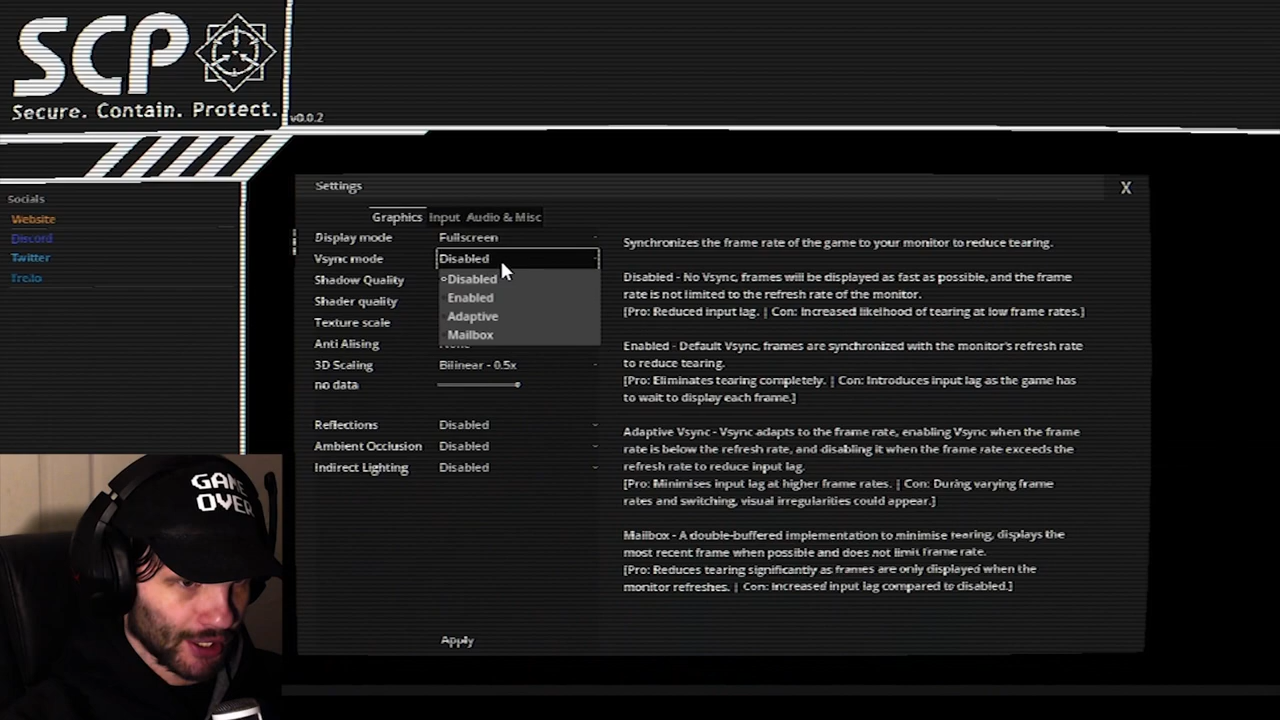 SCP
Secure. Contain. Protect.
v0.0.2
Socials
Website
Discord
Twitter
Trello
Settings
X
Graphics Input Audio & Misc
Display mode Fullscreen
Vsync mode Disabled
Shadow Quality Disabled
Shader quality Enabled
Texture scale Adaptive
Mailbox
Anti Alising
3D Scaling Bilinear - 0.5x
no data
Reflections Disabled
Ambient Occlusion Disabled
Indirect Lighting Disabled
Apply
Synchronizes the frame rate of the game to your monitor to reduce tearing.
Disabled - No Vsync, frames will be displayed as fast as possible, and the frame
rate is not limited to the refresh rate of the monitor.
[Pro: Reduced input lag. | Con: Increased likelihood of tearing at low frame rates.]
Enabled - Default Vsync, frames are synchronized with the monitor's refresh rate
to reduce tearing.
[Pro: Eliminates tearing completely. | Con: Introduces input lag as the game has
to wait to display each frame.]
Adaptive Vsync - Vsync adapts to the frame rate, enabling Vsync when the frame
rate is below the refresh rate, and disabling it when the frame rate exceeds the
refresh rate to reduce input lag.
[Pro: Minimises input lag at higher frame rates. | Con: During varying frame
rates and switching, visual irregularities could appear.]
Mailbox - A double-buffered implementation to minimise tearing, displays the
most recent frame when possible and does not limit frame rate.
[Pro: Reduces tearing significantly as frames are only displayed when the
monitor refreshes. | Con: Increased input lag compared to disabled.]
GAME
OVER